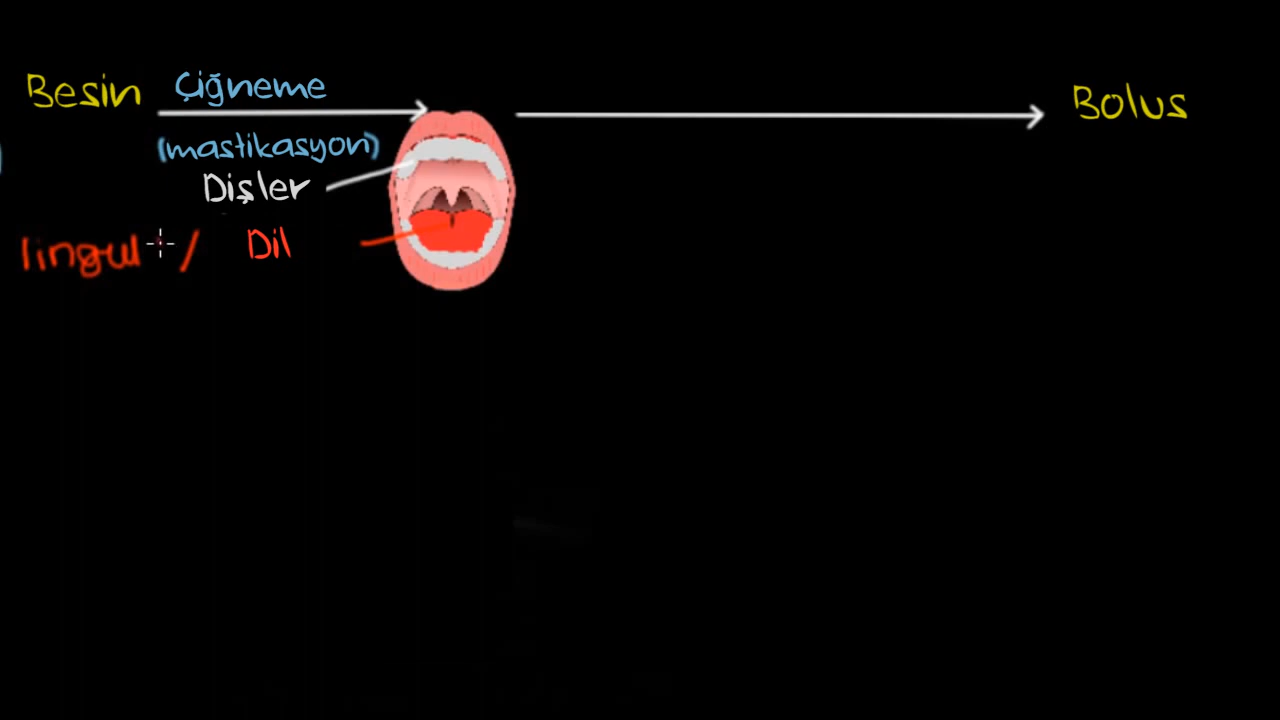 Besin Çiğneme Bolus
(mastikasyon)
Dişler
lingul / Dil